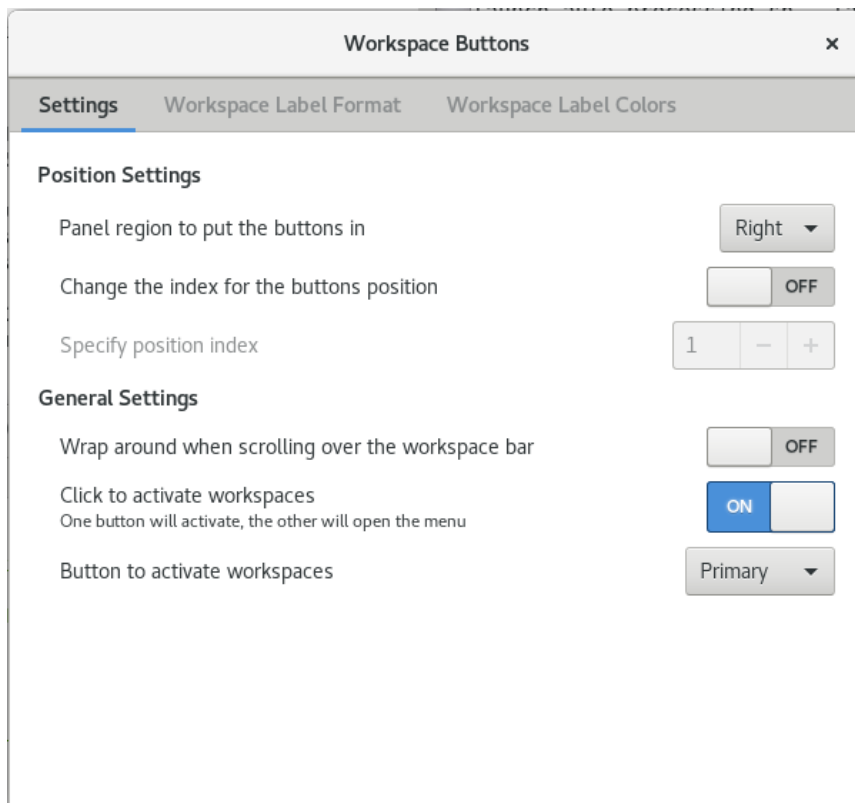 Workspace Buttons ×
Settings Workspace Label Format Workspace Label Colors
Position Settings
Panel region to put the buttons in Right
Change the index for the buttons position OFF
Specify position index 1 − +
General Settings
Wrap around when scrolling over the workspace bar OFF
Click to activate workspaces ON
One button will activate, the other will open the menu
Button to activate workspaces Primary